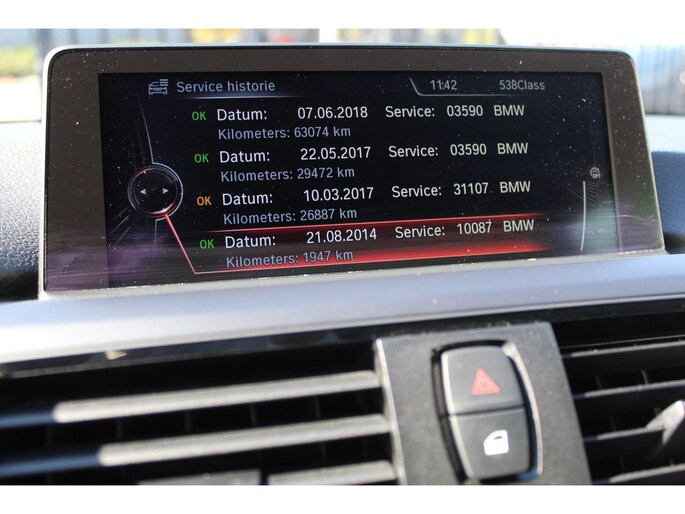 Service historie 11:42 538Class
OK Datum: 07.06.2018 Service: 03590 BMW
Kilometers: 63074 km
OK Datum: 22.05.2017 Service: 03590 BMW
Kilometers: 29472 km
OK Datum: 10.03.2017 Service: 31107 BMW
Kilometers: 26887 km
OK Datum: 21.08.2014 Service: 10087 BMW
Kilometers: 1947 km